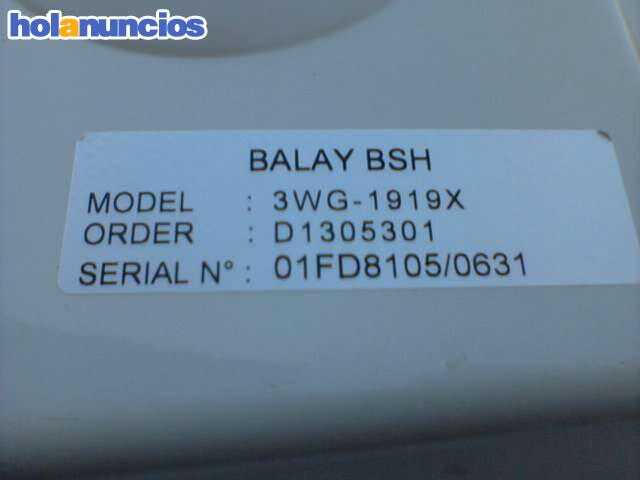 holanuncios
BALAY BSH
MODEL : 3WG-1919X
ORDER : D1305301
SERIAL N° : 01FD8105/0631